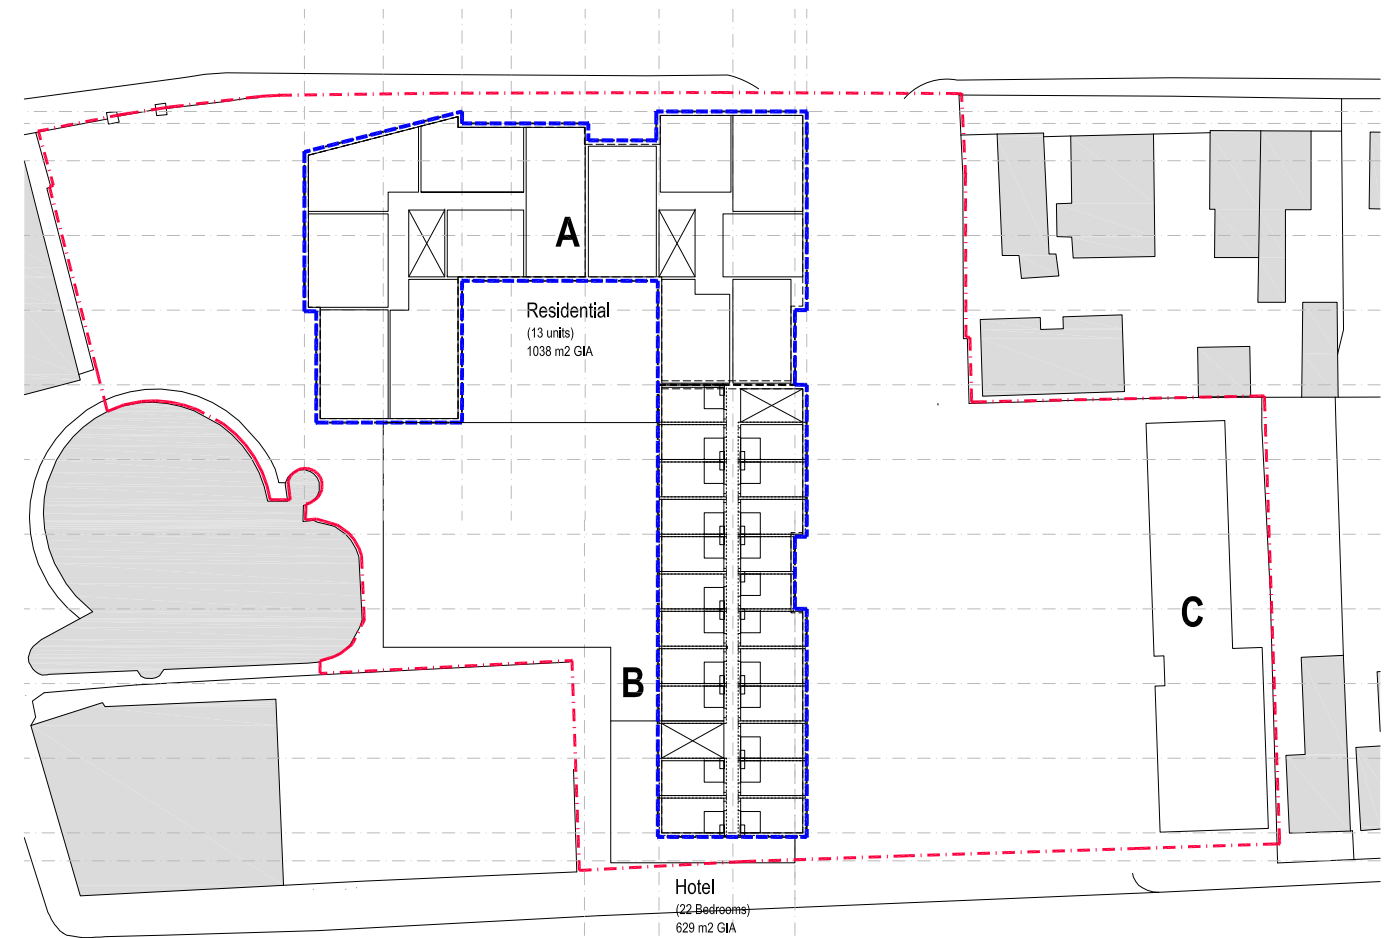 A
Residential
(13 units)
1038 m2 GIA
C
B
Hotel
(22 Bedrooms)
629 m2 GIA